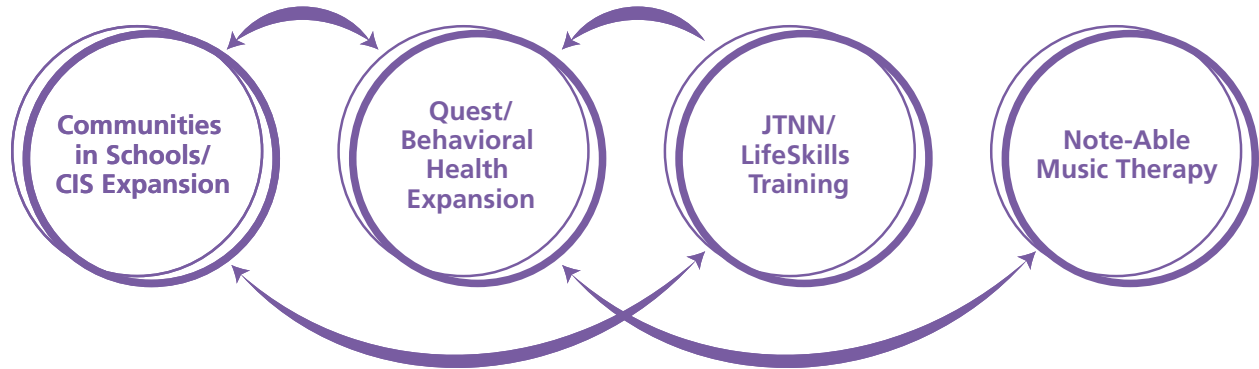 Communities
in Schools/
CIS Expansion
Quest/
Behavioral
Health
Expansion
JTNN/
LifeSkills
Training
Note-Able
Music Therapy